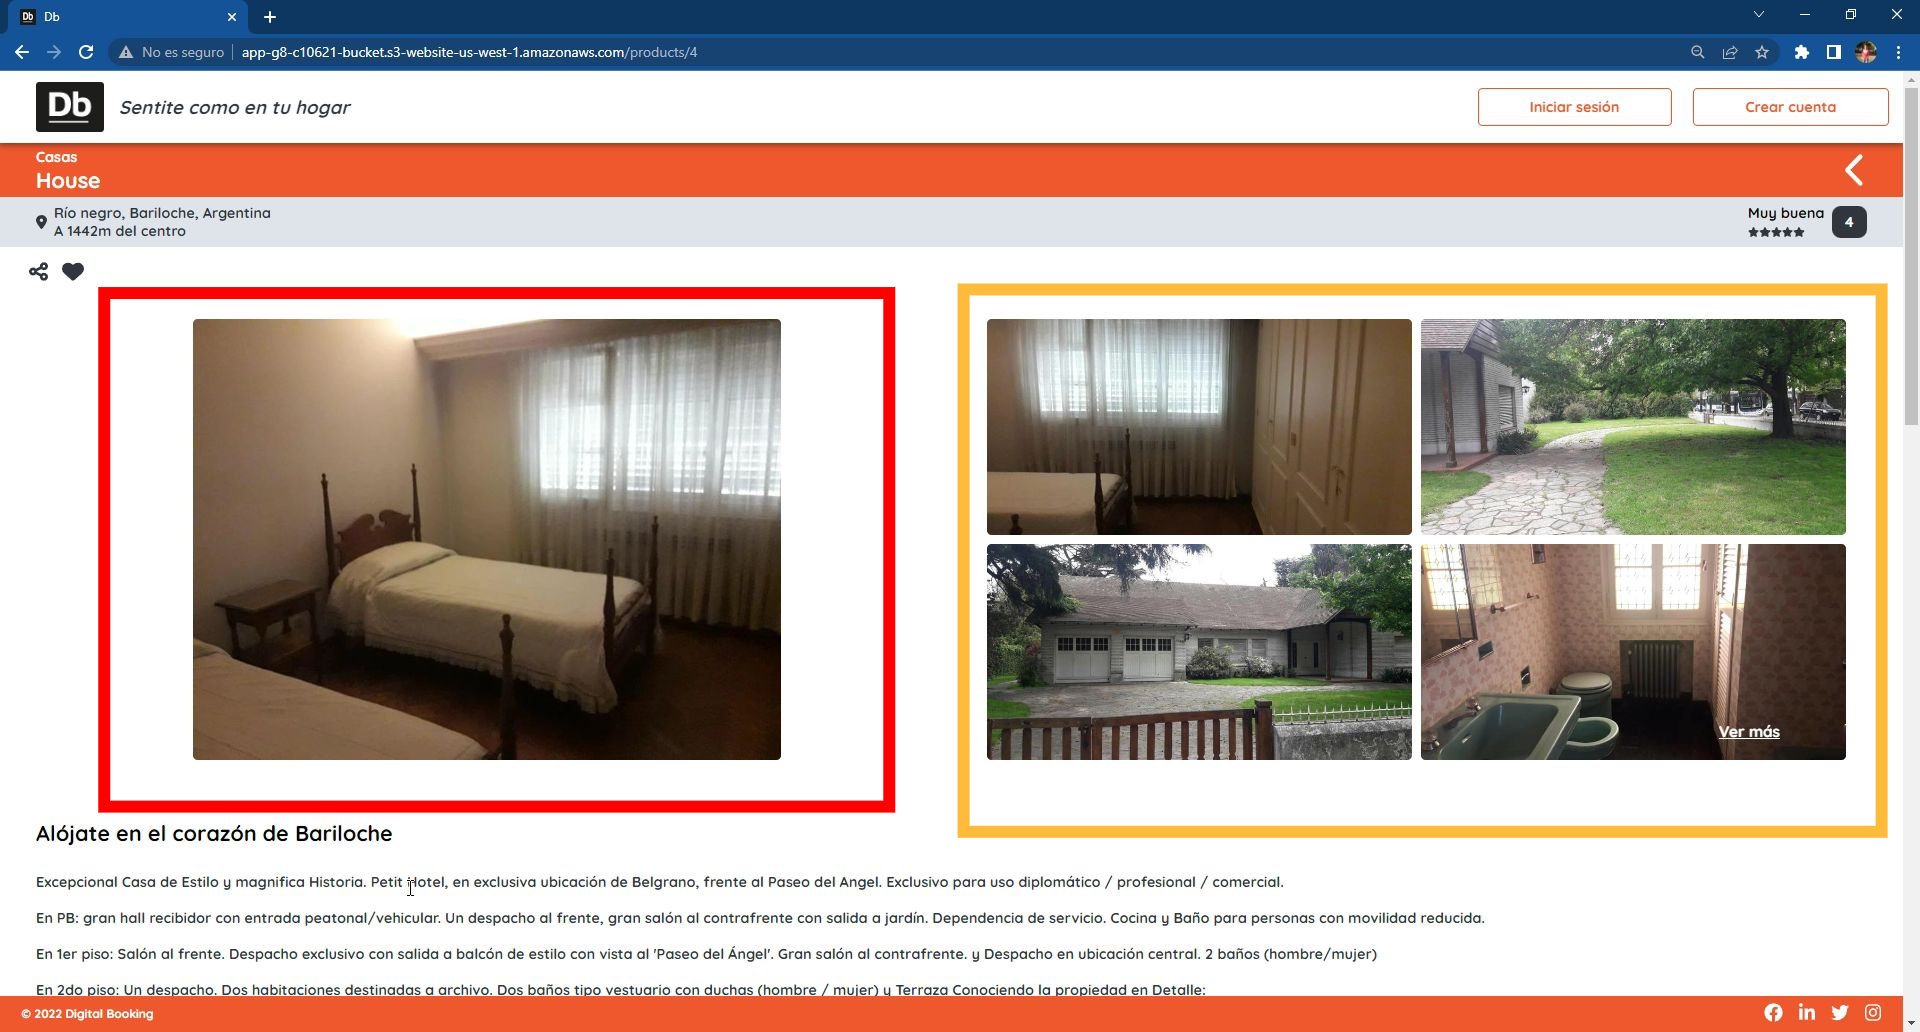 Db
No es seguro
app-g8-c10621-bucket.s3-website-us-west-1.amazonaws.com/products/4
Db
Sentite como en tu hogar
Iniciar sesión
Crear cuenta
Casas
House
Río negro, Bariloche, Argentina
A 1442m del centro
Muy buena
4
Ver más
Alójate en el corazón de Bariloche
Excepcional Casa de Estilo y magnifica Historia. Petit Hotel, en exclusiva ubicación de Belgrano, frente al Paseo del Angel. Exclusivo para uso diplomático / profesional / comercial.
En PB: gran hall recibidor con entrada peatonal/vehicular. Un despacho al frente, gran salón al contrafrente con salida a jardín. Dependencia de servicio. Cocina y Baño para personas con movilidad reducida.
En 1er piso: Salón al frente. Despacho exclusivo con salida a balcón de estilo con vista al 'Paseo del Ángel'. Gran salón al contrafrente. y Despacho en ubicación central. 2 baños (hombre/mujer)
En 2do piso: Un despacho. Dos habitaciones destinadas a archivo. Dos baños tipo vestuario con duchas (hombre / mujer) y Terraza Conociendo la propiedad en Detalle:
© 2022 Digital Booking